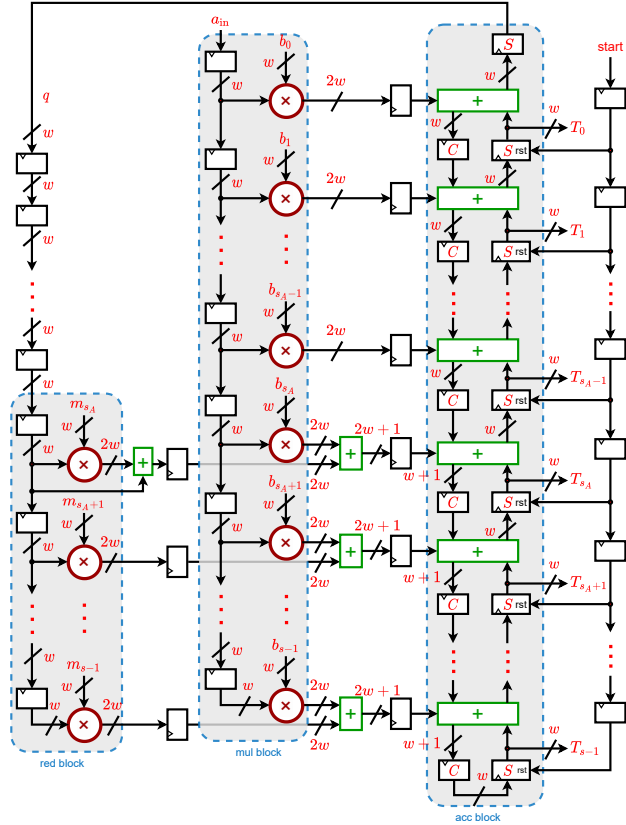 a_in
b_0
S
start
w
w
2w
w
q
×
+
w
w
T_0
w
C
S rst
b_1
w
2w
w
w
×
+
w
w
T_1
w
w
C
S rst
b_{s_A−1}
w
2w
w
w
×
+
w
T_{s_A−1}
w
m_{s_A}
b_{s_A}
C
S rst
w
w
2w
2w+1
w
w
2w
×
+
+
w
×
+
2w
w+1
T_{s_A}
m_{s_A+1}
b_{s_A+1}
C
S rst
w
w
2w
2w+1
w
w
2w
w
×
+
+
w
×
2w
w+1
T_{s_A+1}
C
S rst
w
m_{s−1}
w
b_{s−1}
w
w
w
2w
2w+1
w
2w
×
+
+
×
2w
w+1
w
T_{s−1}
C
S rst
w
mul block
red block
acc block